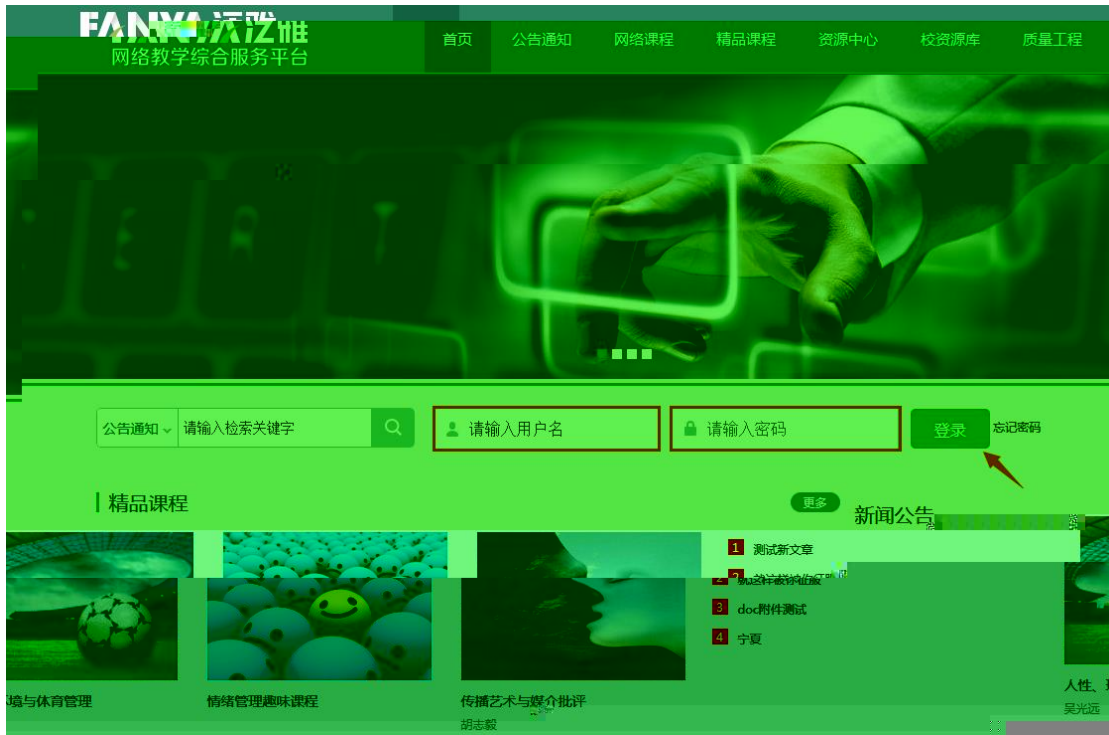 FANYA泛雅
网络教学综合服务平台
首页 公告通知 网络课程 精品课程 资源中心 校资源库 质量工程
公告通知 请输入检索关键字 请输入用户名 请输入密码 登录 忘记密码
精品课程 更多 新闻公告
1 测试新文章
2
3 doc附件测试
4 宁夏
境与体育管理 情绪管理趣味课程 传播艺术与媒介批评 人性、
胡志毅 吴光远